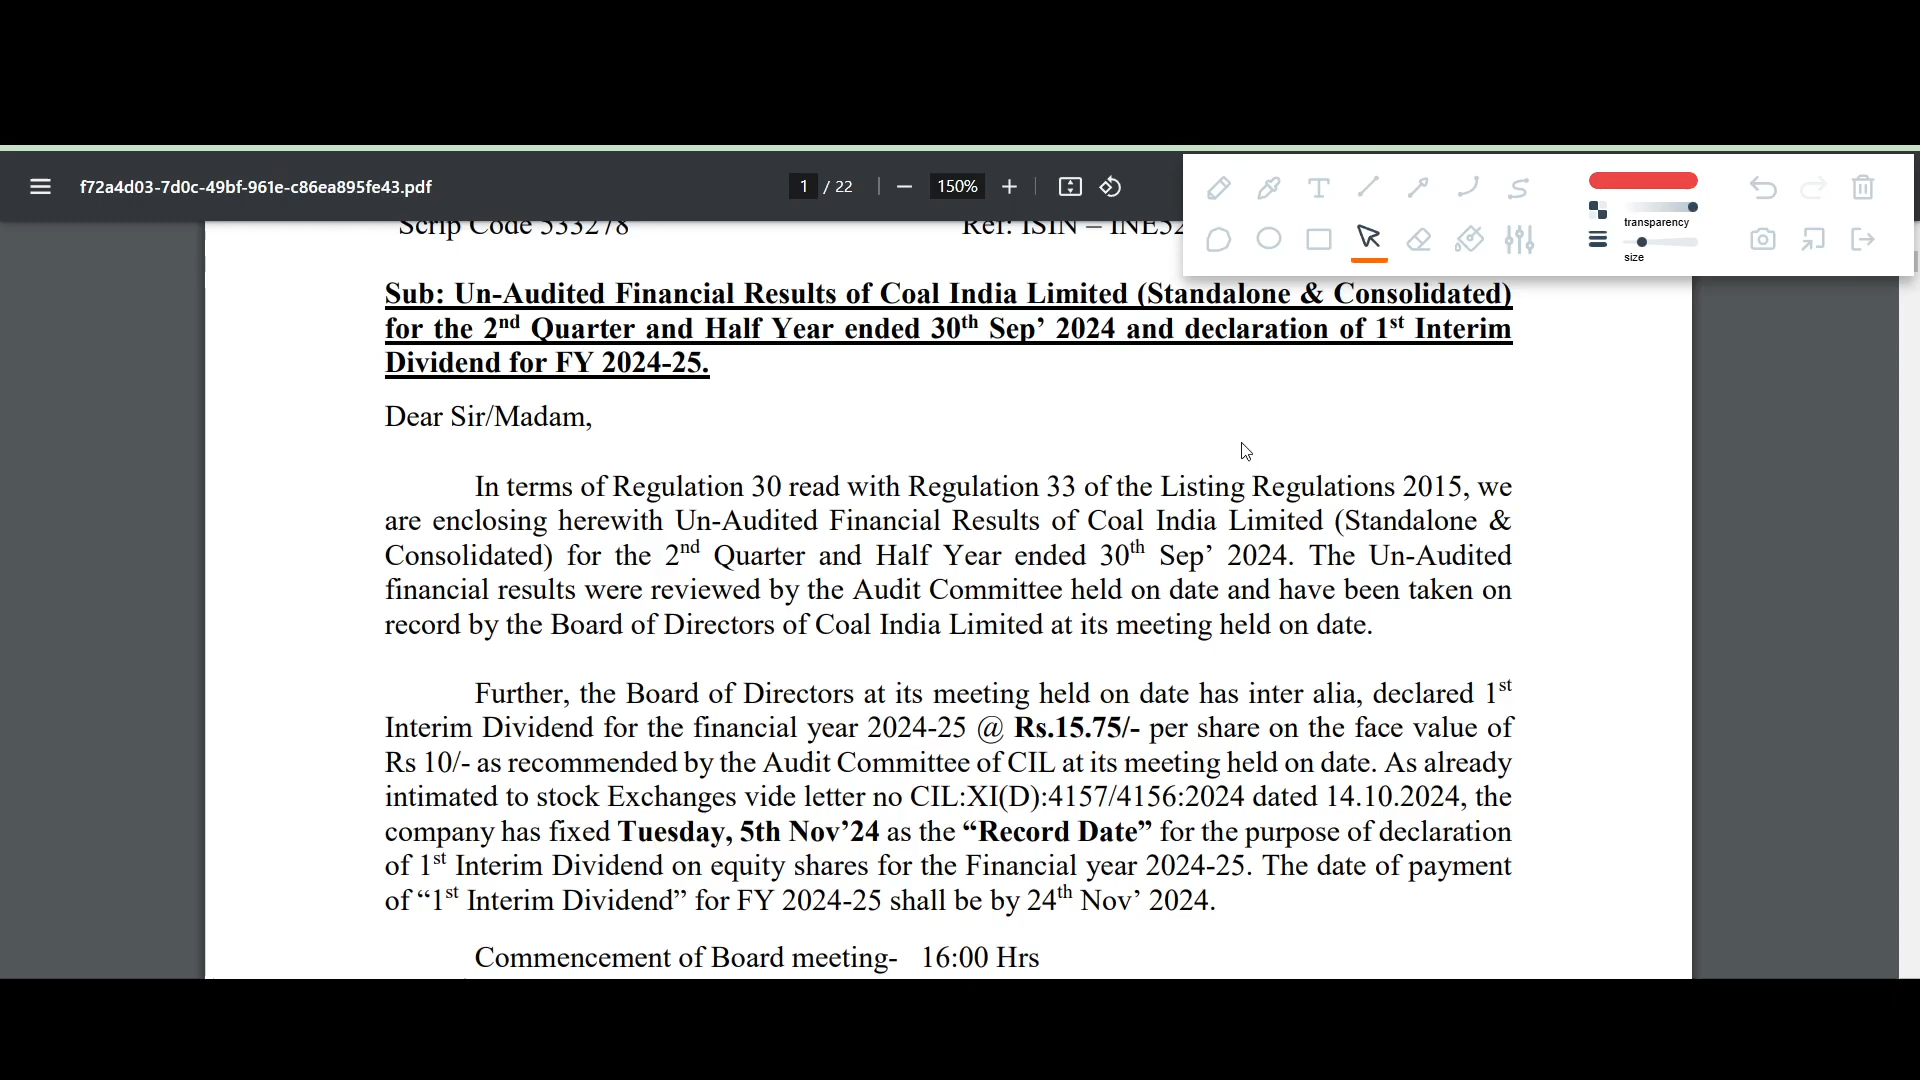 f72a4d03-7d0c-49bf-961e-c86ea895fe43.pdf
1 / 22
150%
transparency
size
Scrip Code 533278 Ref: ISIN – INE52
Sub: Un-Audited Financial Results of Coal India Limited (Standalone & Consolidated)
for the 2nd Quarter and Half Year ended 30th Sep’ 2024 and declaration of 1st Interim
Dividend for FY 2024-25.
Dear Sir/Madam,
In terms of Regulation 30 read with Regulation 33 of the Listing Regulations 2015, we
are enclosing herewith Un-Audited Financial Results of Coal India Limited (Standalone &
Consolidated) for the 2nd Quarter and Half Year ended 30th Sep’ 2024. The Un-Audited
financial results were reviewed by the Audit Committee held on date and have been taken on
record by the Board of Directors of Coal India Limited at its meeting held on date.
Further, the Board of Directors at its meeting held on date has inter alia, declared 1st
Interim Dividend for the financial year 2024-25 @ Rs.15.75/- per share on the face value of
Rs 10/- as recommended by the Audit Committee of CIL at its meeting held on date. As already
intimated to stock Exchanges vide letter no CIL:XI(D):4157/4156:2024 dated 14.10.2024, the
company has fixed Tuesday, 5th Nov’24 as the “Record Date” for the purpose of declaration
of 1st Interim Dividend on equity shares for the Financial year 2024-25. The date of payment
of “1st Interim Dividend” for FY 2024-25 shall be by 24th Nov’ 2024.
Commencement of Board meeting- 16:00 Hrs